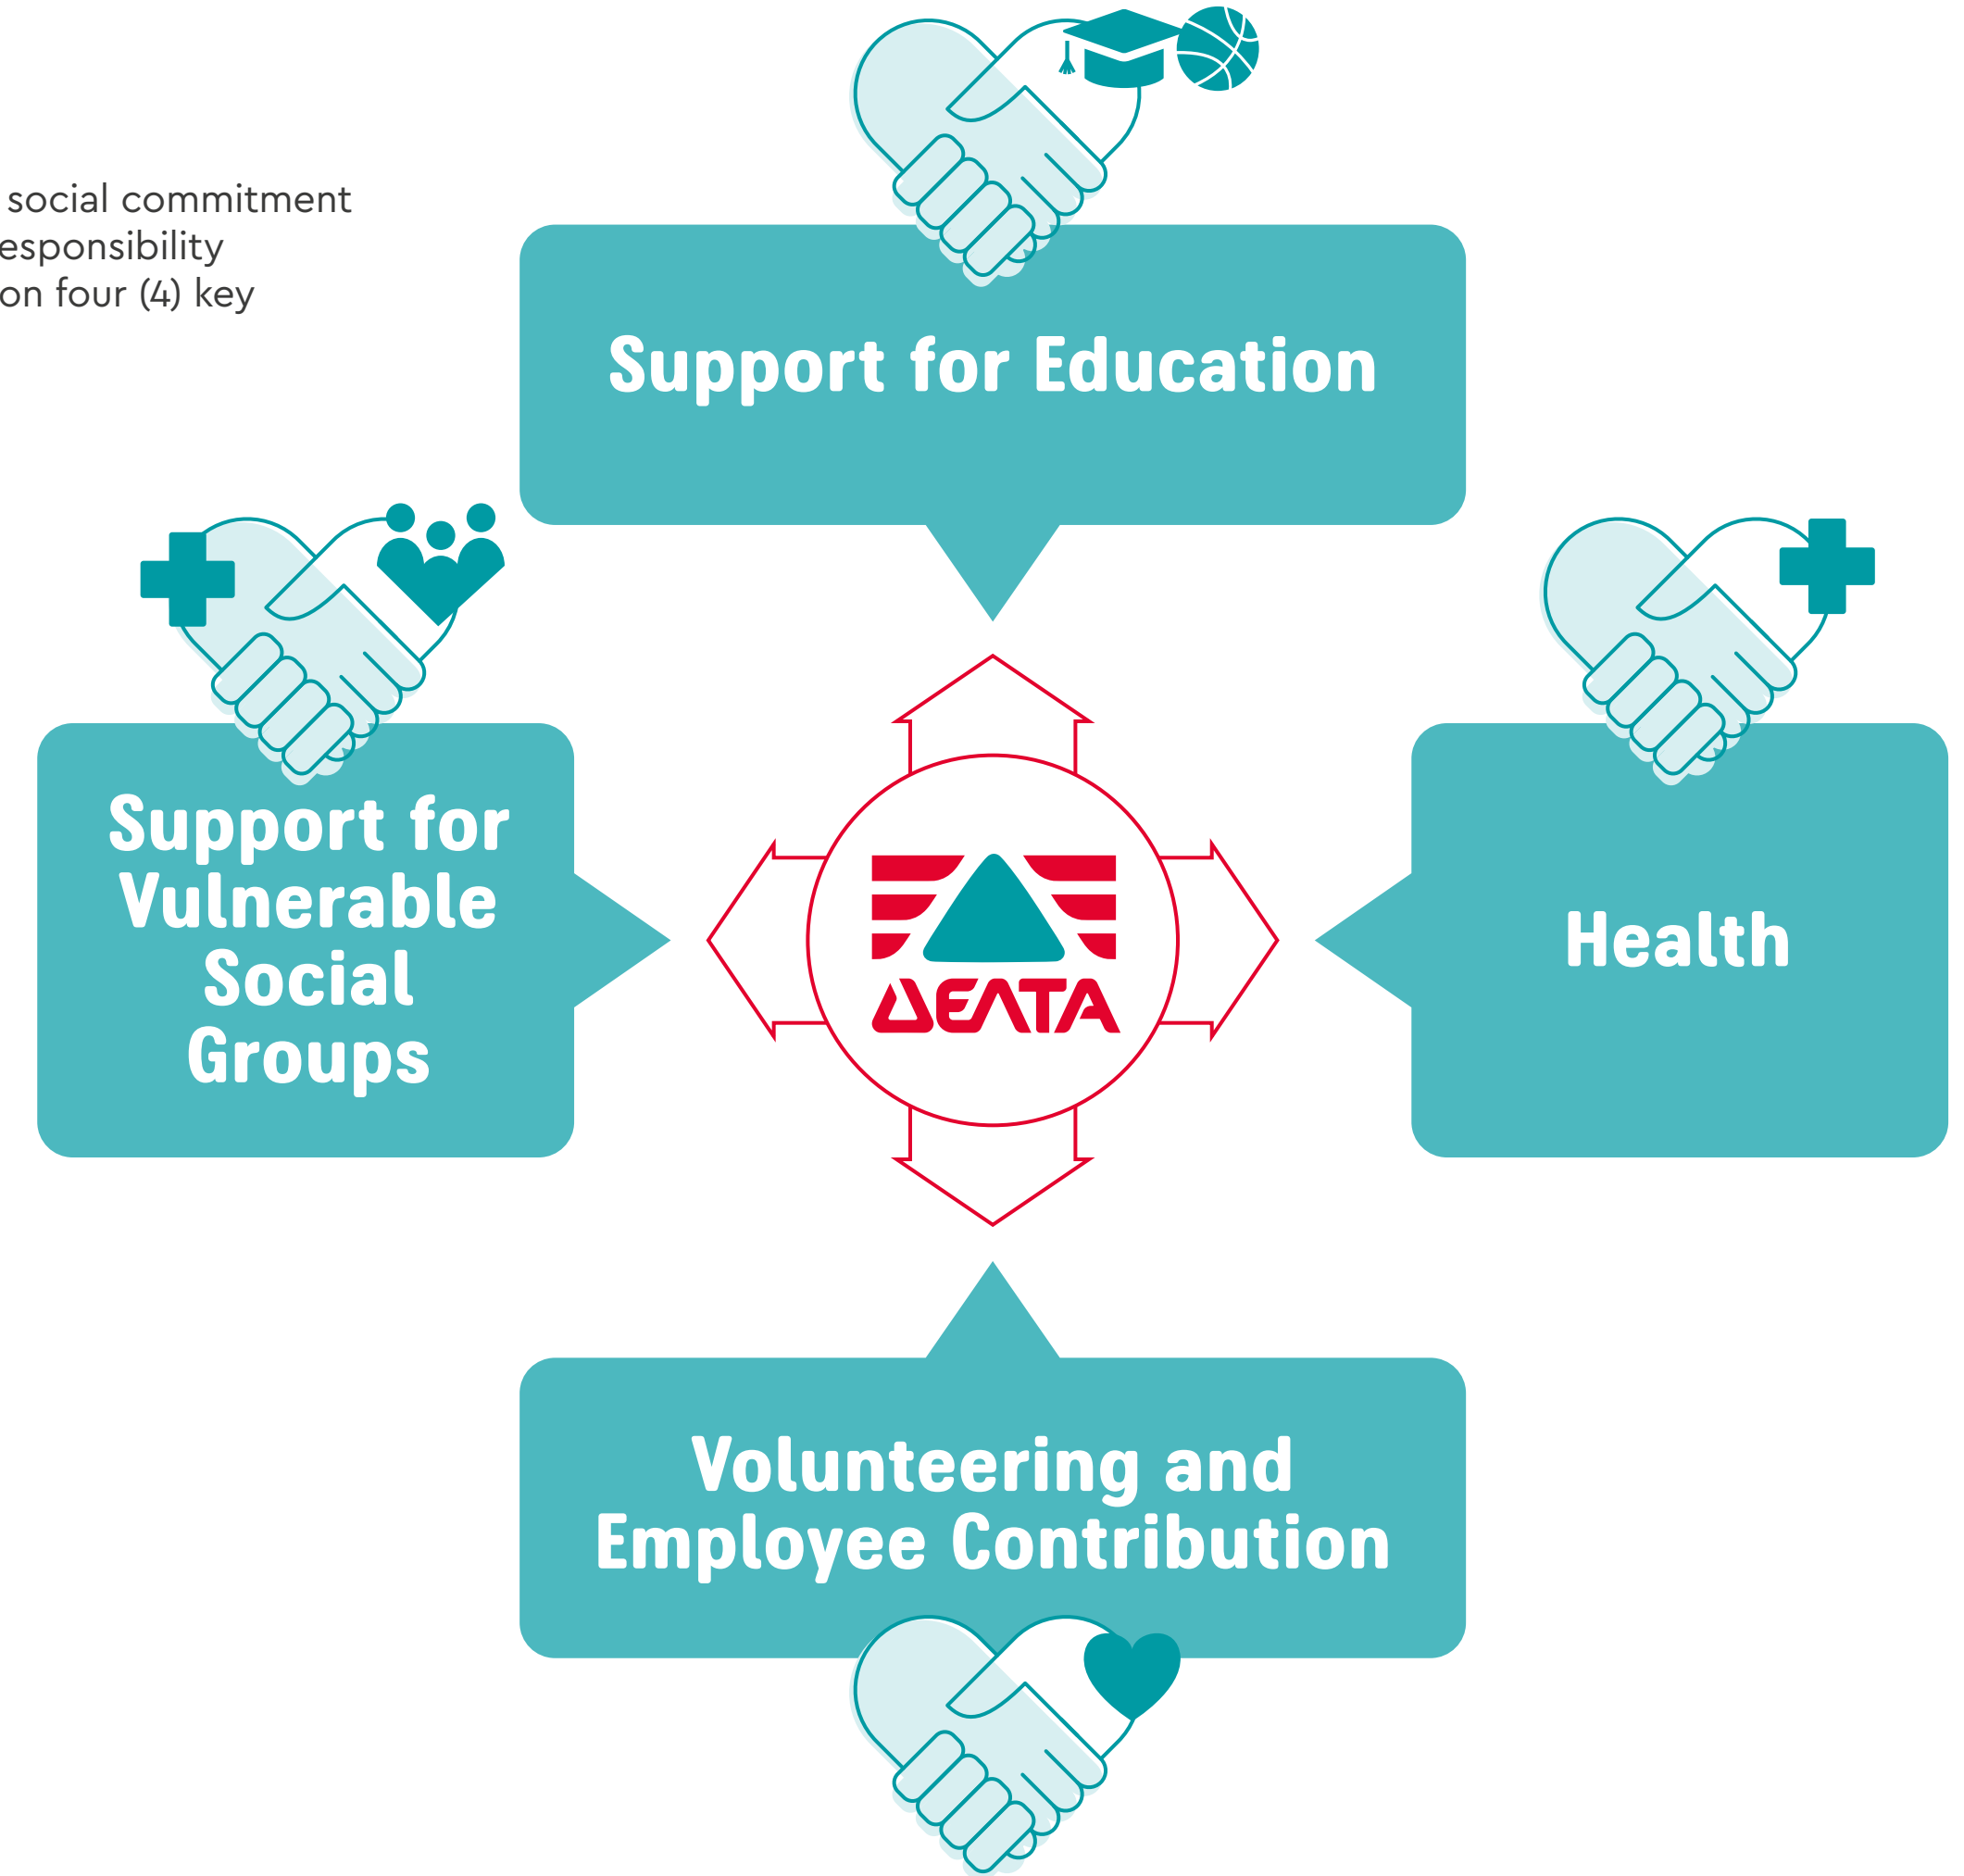 social commitment
esponsibility
on four (4) key
Support for Education
Support for
Vulnerable
Social
Groups
ΔΕΛΤΑ
Health
Volunteering and
Employee Contribution